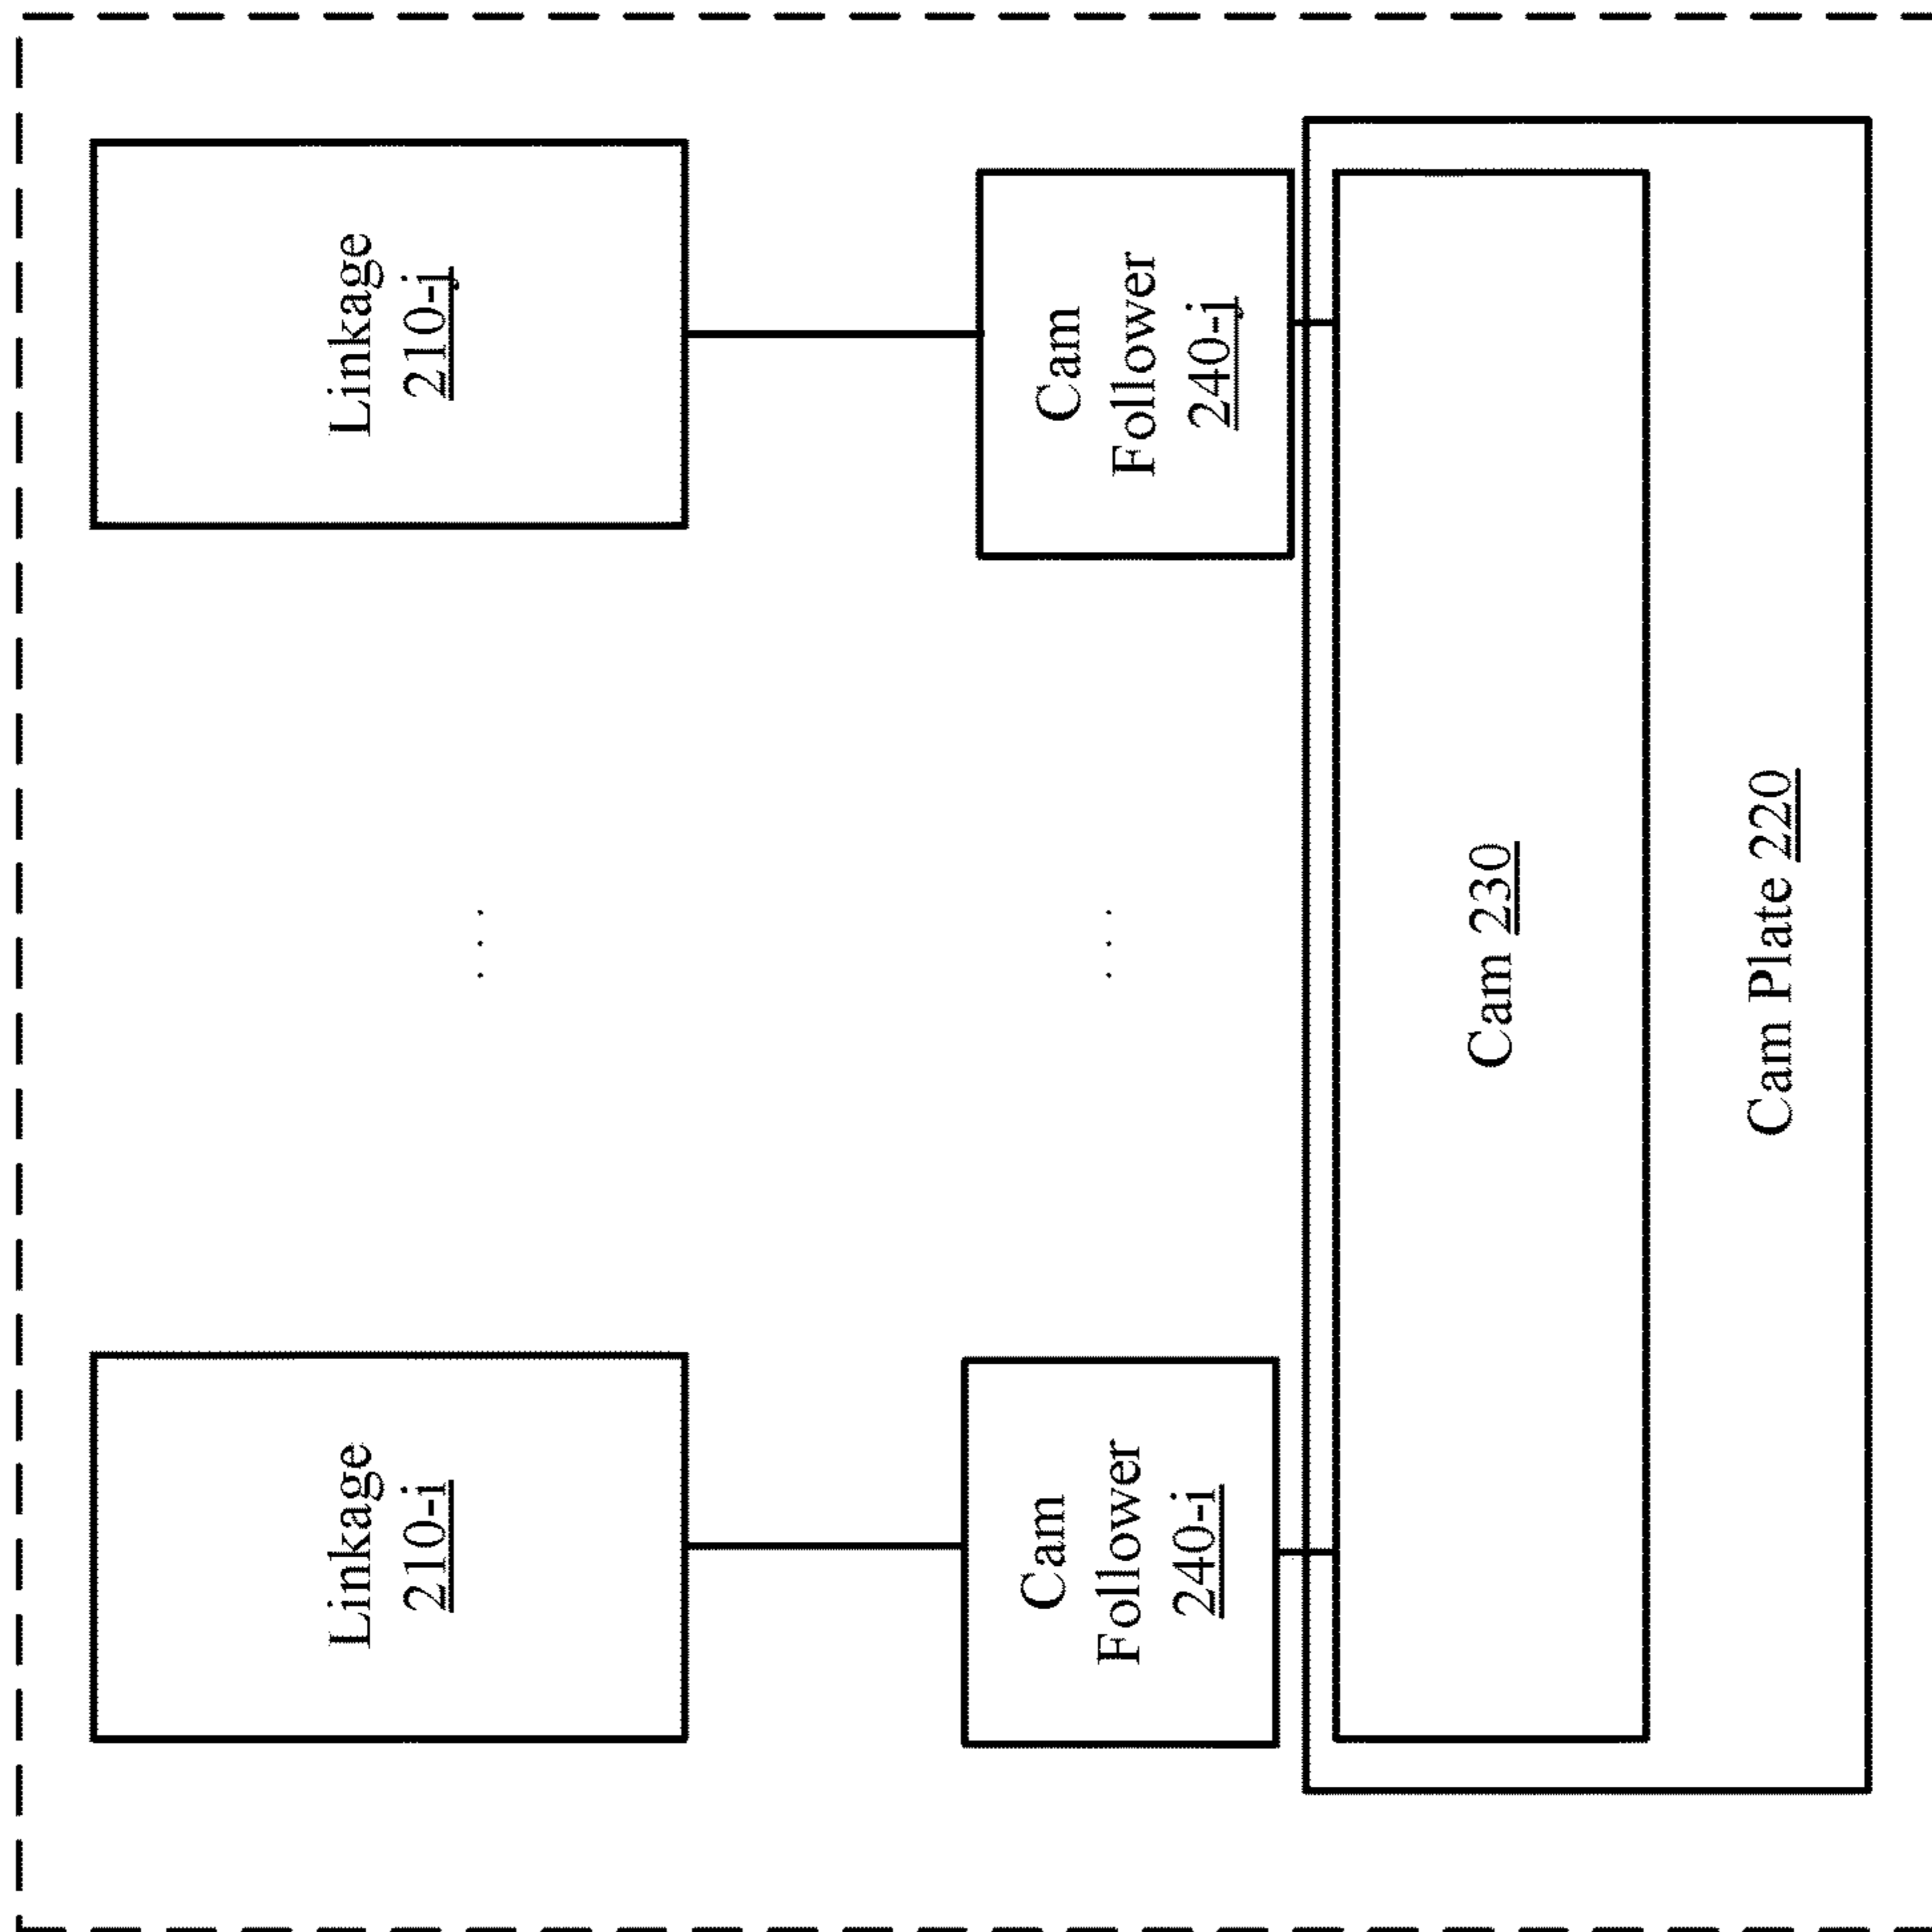 Linkage
210-i
. . .
Linkage
210-j
Cam
Follower
240-i
. . .
Cam
Follower
240-j
Cam 230
Cam Plate 220